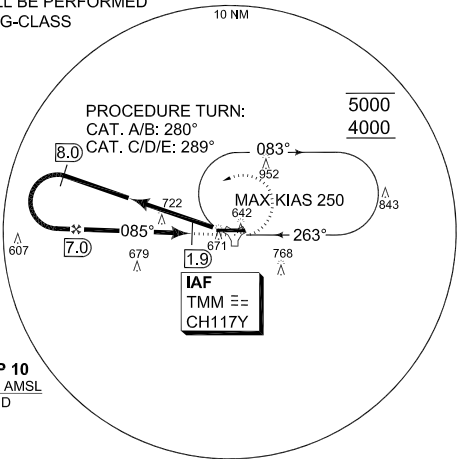 LL BE PERFORMED
G-CLASS
10 NM
5000
4000
PROCEDURE TURN:
CAT. A/B: 280°
CAT. C/D/E: 289°
083°
952
8.0
722
MAX KIAS 250
843
642
085°
263°
671
607
7.0
679
1.9
768
IAF
TMM
CH117Y
P 10
AMSL
D